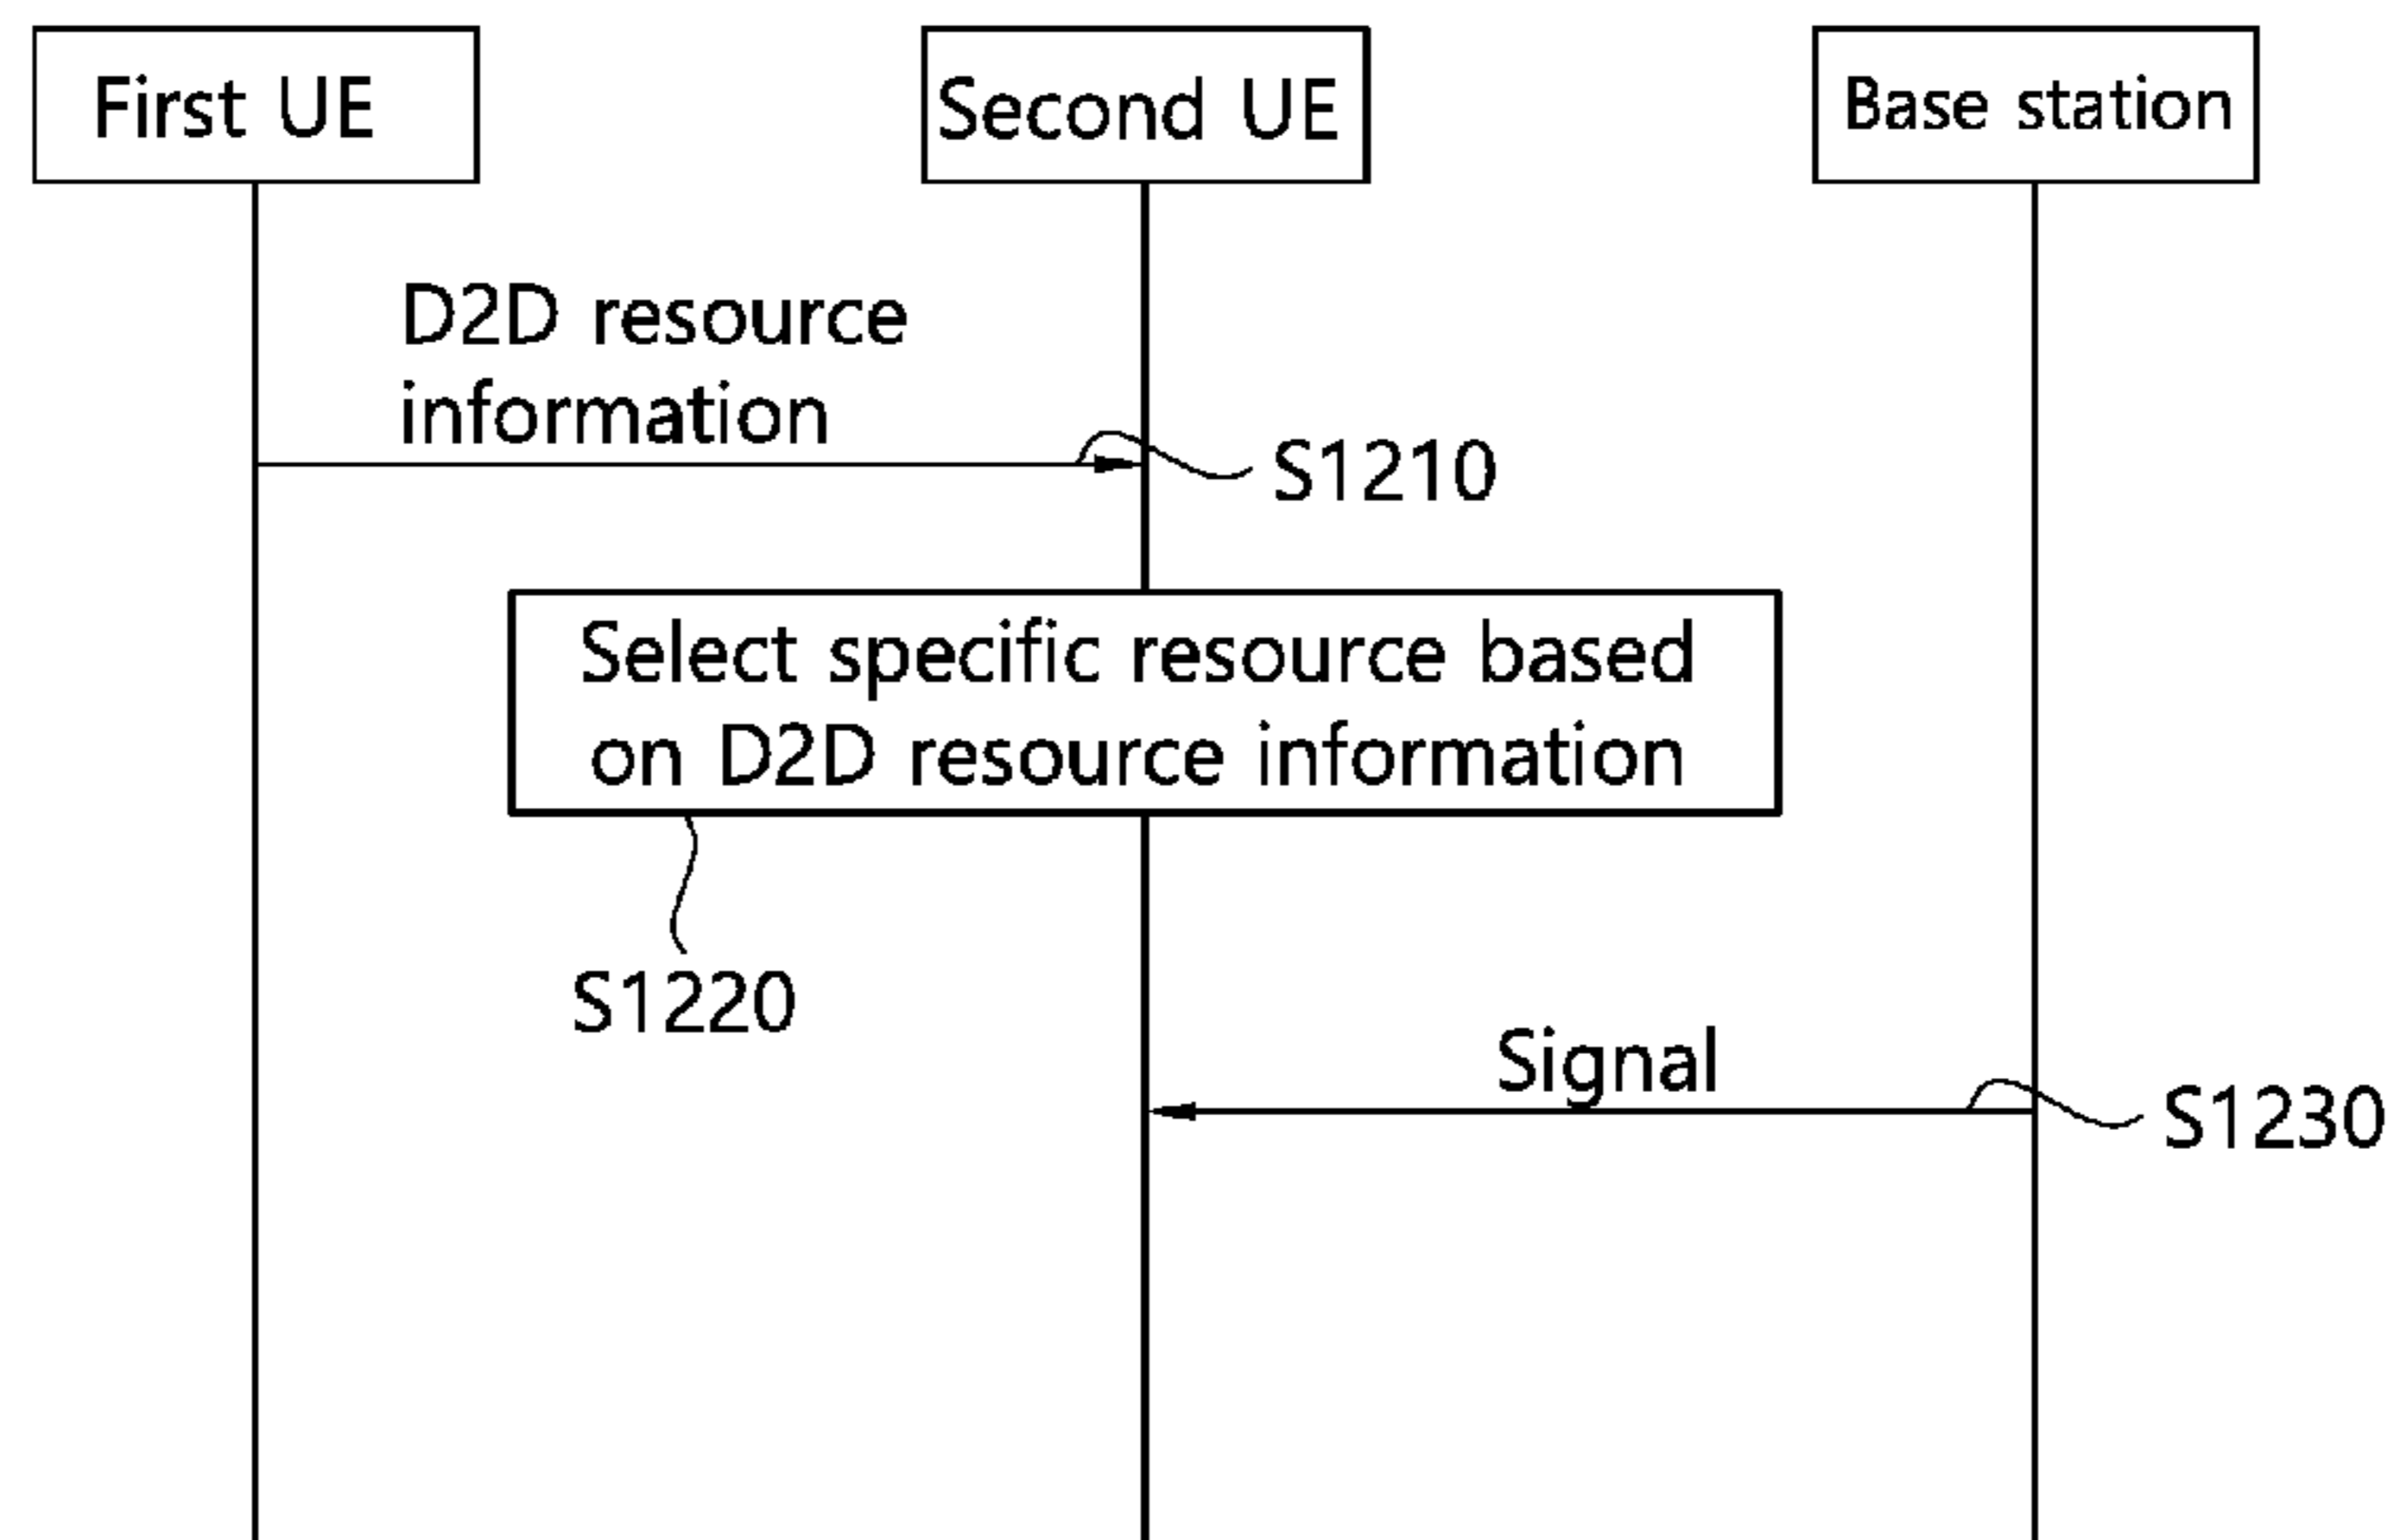 First UE
Second UE
Base station
D2D resource
information
S1210
Select specific resource based
on D2D resource information
S1220
Signal
S1230